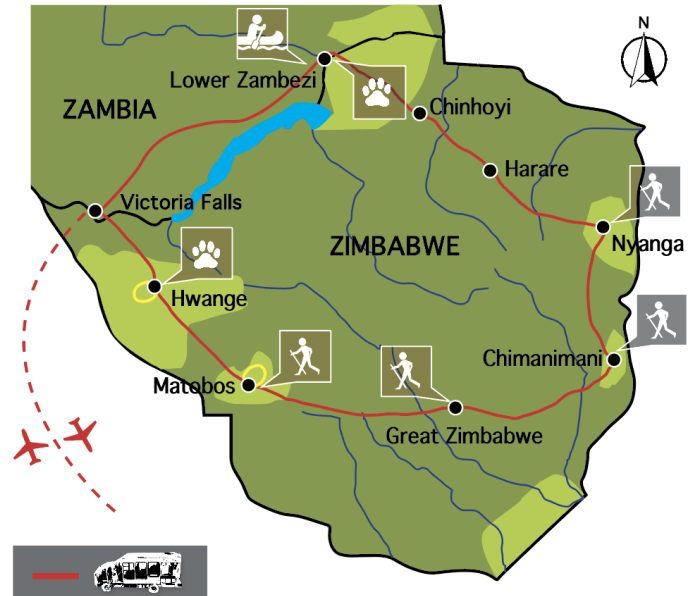 N
Lower Zambezi
ZAMBIA
Chinhoyi
Harare
Victoria Falls
Nyanga
ZIMBABWE
Hwange
Chimanimani
Matobos
Great Zimbabwe